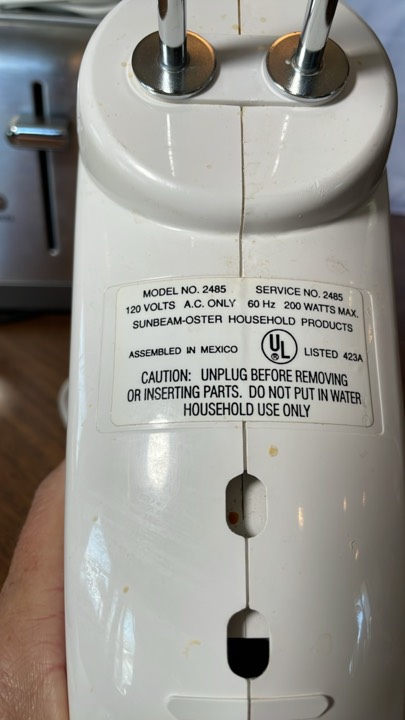 MODEL NO. 2485 SERVICE NO. 2485
120 VOLTS A.C. ONLY 60 Hz 200 WATTS MAX.
SUNBEAM-OSTER HOUSEHOLD PRODUCTS
ASSEMBLED IN MEXICO UL ® LISTED 423A
CAUTION: UNPLUG BEFORE REMOVING
OR INSERTING PARTS. DO NOT PUT IN WATER
HOUSEHOLD USE ONLY